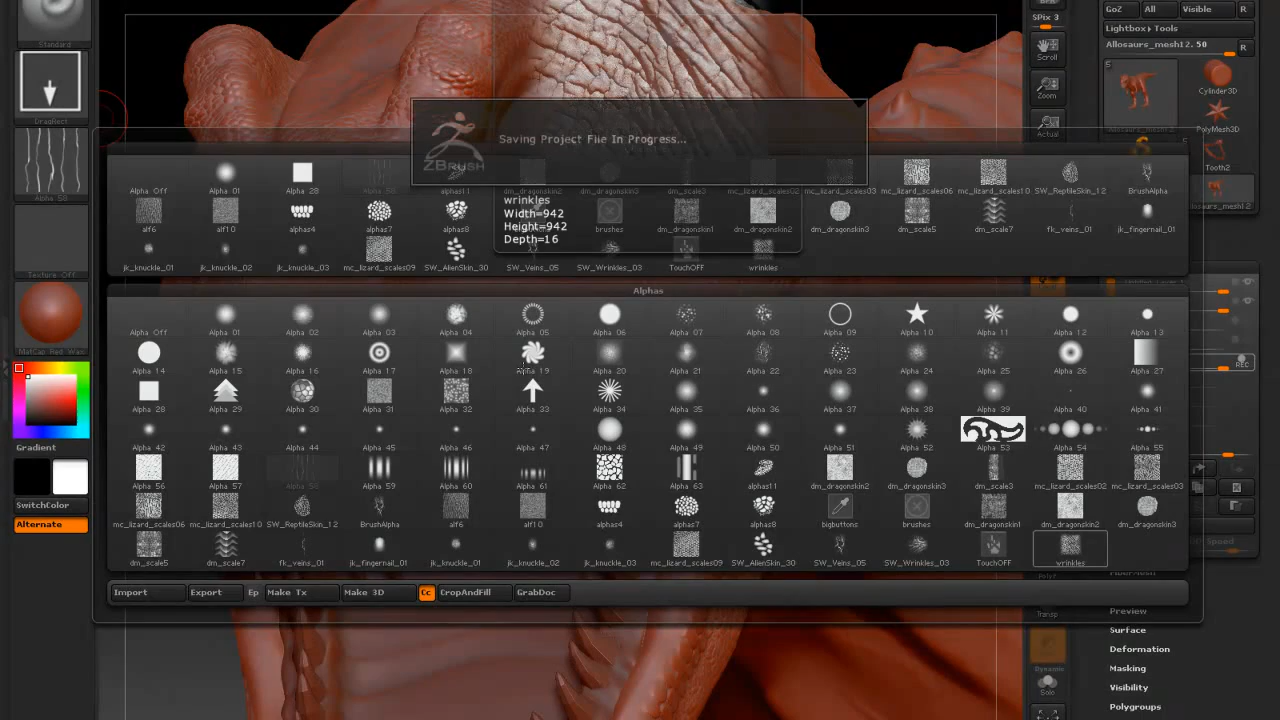 Standard
DragRect
Alpha 58
Texture Off
MatCap Red Wax
Gradient
SwitchColor
Alternate
ZBRUSH
Saving Project File In Progress...
Alpha Off Alpha 01 Alpha 28 Alpha 58 alpha11 dm_dragonskin2 dm_dragonskin3 dm_scale3 mc_lizard_scales02 mc_lizard_scales03 mc_lizard_scales06 mc_lizard_scales10 SW_ReptileSkin_12 BrushAlpha
wrinkles
Width=942
Height=942
Depth=16
alf6 alf10 alphas4 alphas7 alphas8 brushes dm_dragonskin1 dm_dragonskin2 dm_dragonskin3 dm_scale5 dm_scale7 fk_veins_01 jk_fingernail_01
jk_knuckle_01 jk_knuckle_02 jk_knuckle_03 mc_lizard_scales09 SW_AlienSkin_30 SW_Veins_05 SW_Wrinkles_03 TouchOFF wrinkles
Alphas
Alpha Off Alpha 01 Alpha 02 Alpha 03 Alpha 04 Alpha 05 Alpha 06 Alpha 07 Alpha 08 Alpha 09 Alpha 10 Alpha 11 Alpha 12 Alpha 13
Alpha 14 Alpha 15 Alpha 16 Alpha 17 Alpha 18 Alpha 19 Alpha 20 Alpha 21 Alpha 22 Alpha 23 Alpha 24 Alpha 25 Alpha 26 Alpha 27
Alpha 28 Alpha 29 Alpha 30 Alpha 31 Alpha 32 Alpha 33 Alpha 34 Alpha 35 Alpha 36 Alpha 37 Alpha 38 Alpha 39 Alpha 40 Alpha 41
Alpha 42 Alpha 43 Alpha 44 Alpha 45 Alpha 46 Alpha 47 Alpha 48 Alpha 49 Alpha 50 Alpha 51 Alpha 52 Alpha 53 Alpha 54 Alpha 55
Alpha 56 Alpha 57 Alpha 58 Alpha 59 Alpha 60 Alpha 61 Alpha 62 Alpha 63 alpha11 dm_dragonskin2 dm_dragonskin3 dm_scale3 mc_lizard_scales02 mc_lizard_scales03
mc_lizard_scales06 mc_lizard_scales10 SW_ReptileSkin_12 BrushAlpha alf6 alf10 alphas4 alphas7 alphas8 bigbuttons brushes dm_dragonskin1 dm_dragonskin2 dm_dragonskin3
dm_scale5 dm_scale7 fk_veins_01 jk_fingernail_01 jk_knuckle_01 jk_knuckle_02 jk_knuckle_03 mc_lizard_scales09 SW_AlienSkin_30 SW_Veins_05 SW_Wrinkles_03 TouchOFF wrinkles
Import Export Ep Make Tx Make 3D Cc CropAndFill GrabDoc
SPix 3
Scroll
Zoom
Actual
Transp
Dynamic
Solo
GoZ All Visible R
Lightbox▸Tools
Allosaurs_mesh12. 50 R
S
Cylinder3D
PolyMesh3D
Tooth2
REC
Preview
Surface
Deformation
Masking
Visibility
Polygroups